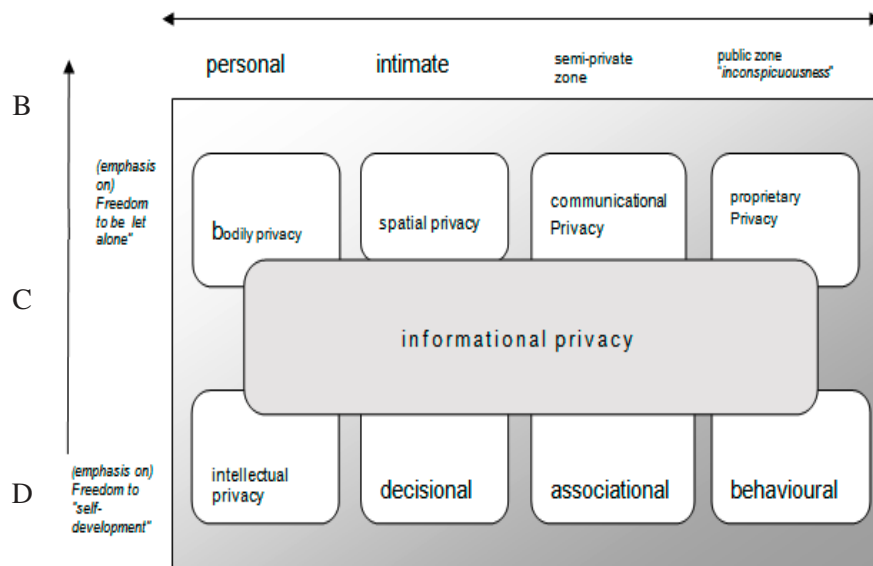 personal intimate semi-private public zone
zone "inconspicuousness"
B
(emphasis
on)
Freedom
to be let
alone"
bodily privacy
spatial privacy
communicational
Privacy
proprietary
Privacy
C
informational privacy
(emphasis on)
Freedom to
"self-
development"
D
intellectual
privacy
decisional
associational
behavioural